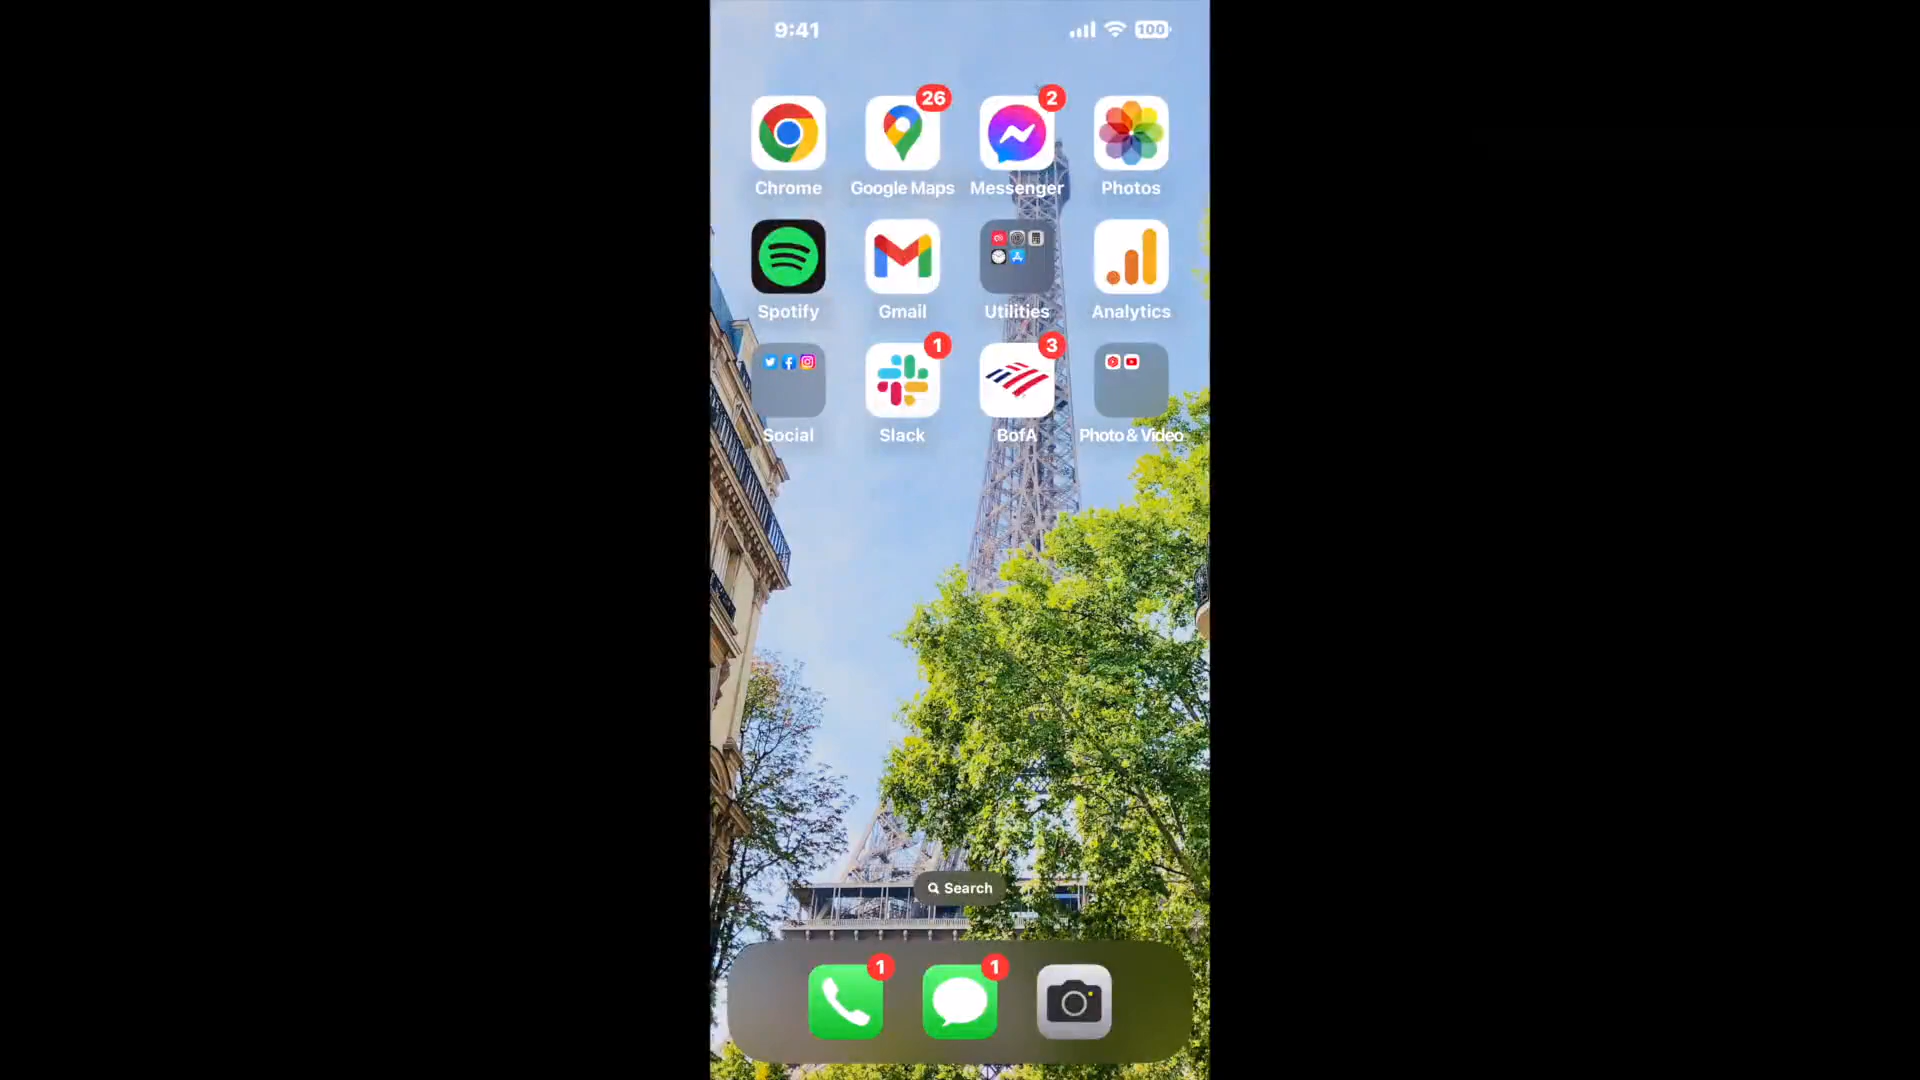 9:41
100
26
2
Chrome
Google Maps
Messenger
Photos
Spotify
Gmail
Utilities
Analytics
1
3
Social
Slack
BofA
Photo & Video
Search
1
1